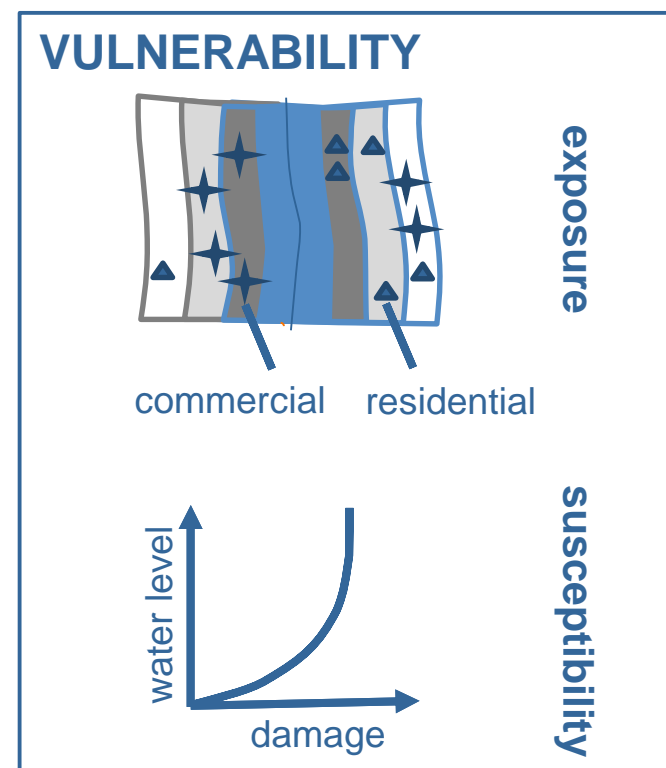 VULNERABILITY
exposure
commercial
residential
susceptibility
water level
damage